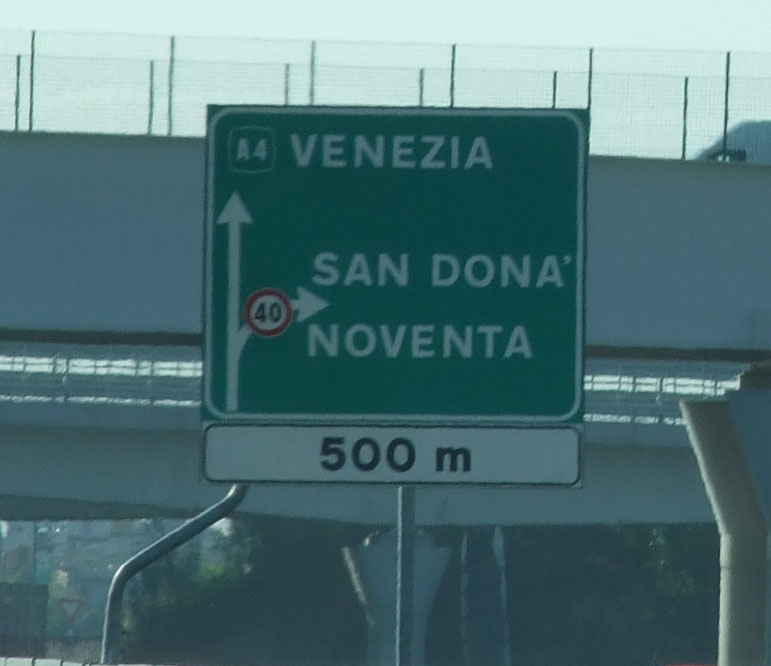 A4 VENEZIA
SAN DONA'
40
NOVENTA
500 m